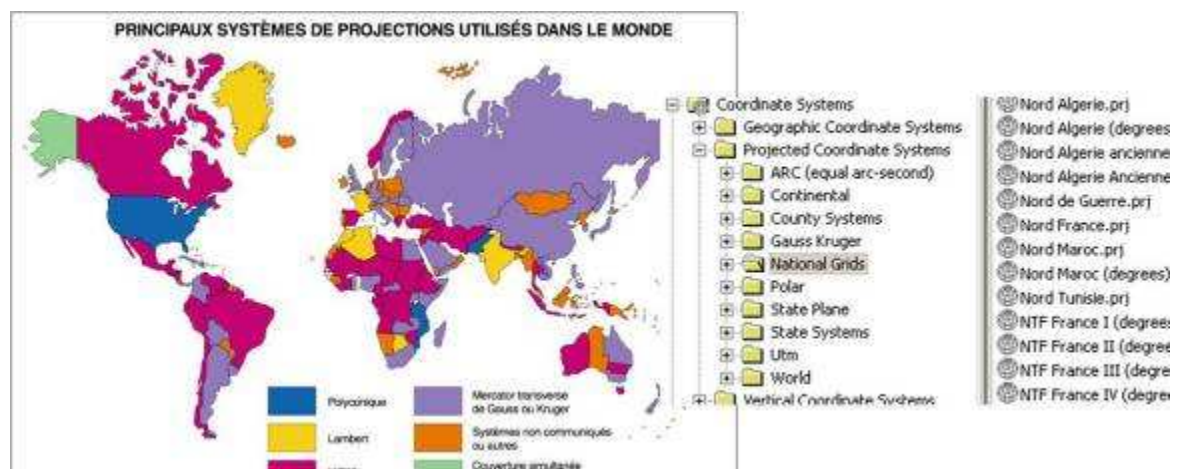 PRINCIPAUX SYSTÈMES DE PROJECTIONS UTILISÉS DANS LE MONDE
Polyconique
Lambert
Mercator transverse
de Gauss ou Kruger
Systèmes non communiqués
ou autres
Couverture simultanée
Coordinate Systems
Geographic Coordinate Systems
Projected Coordinate Systems
ARC (equal arc-second)
Continental
County Systems
Gauss Kruger
National Grids
Polar
State Plane
State Systems
Utm
World
Vertical Coordinate Systems
Nord Algerie.prj
Nord Algerie (degrees
Nord Algerie ancienne
Nord Algerie Ancienne
Nord de Guerre.prj
Nord France.prj
Nord Maroc.prj
Nord Maroc (degrees)
Nord Tunisie.prj
NTF France I (degrees
NTF France II (degree
NTF France III (degre
NTF France IV (degre